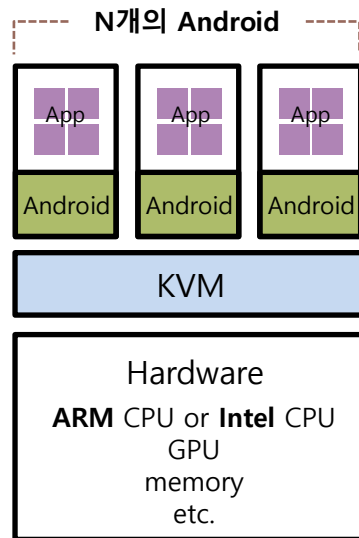 N개의 Android
App App App
Android Android Android
KVM
Hardware
ARM CPU or Intel CPU
GPU
memory
etc.